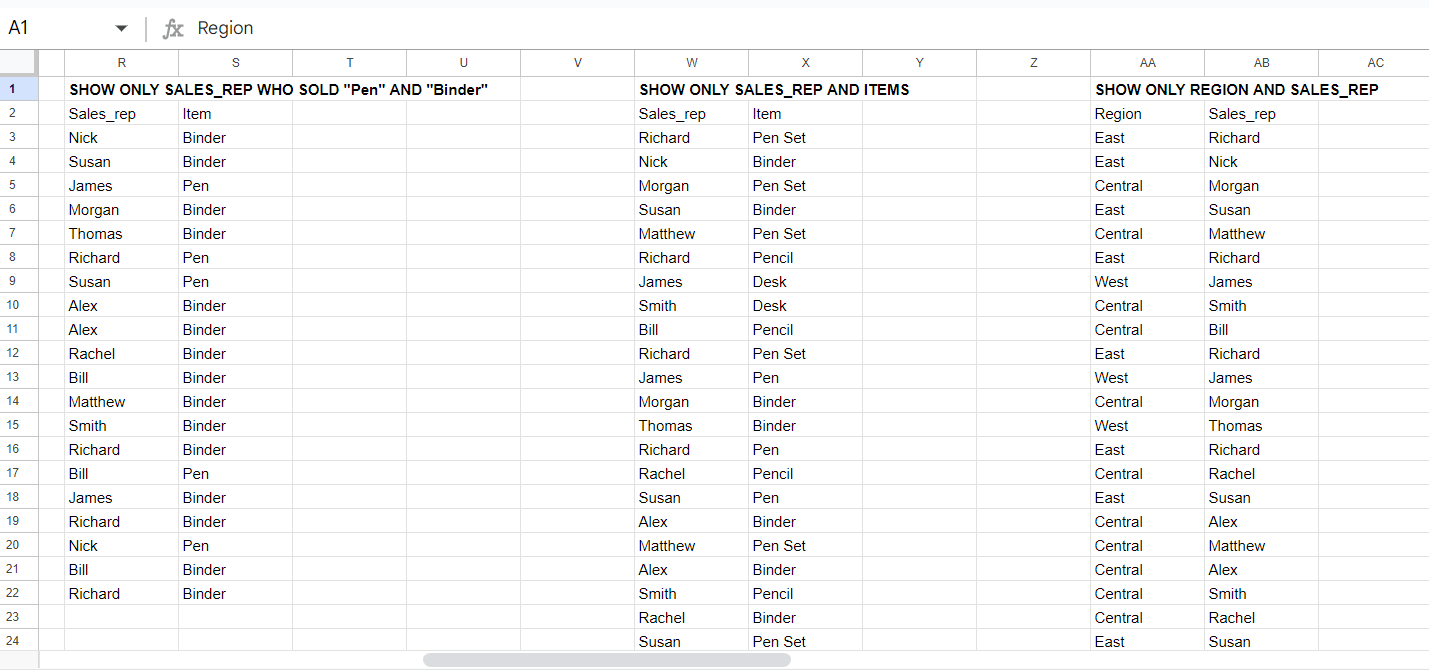 A1 fx Region
R S T U V W X Y Z AA AB AC
1 SHOW ONLY SALES_REP WHO SOLD "Pen" AND "Binder" SHOW ONLY SALES_REP AND ITEMS SHOW ONLY REGION AND SALES_REP
2 Sales_rep Item Sales_rep Item Region Sales_rep
3 Nick Binder Richard Pen Set East Richard
4 Susan Binder Nick Binder East Nick
5 James Pen Morgan Pen Set Central Morgan
6 Morgan Binder Susan Binder East Susan
7 Thomas Binder Matthew Pen Set Central Matthew
8 Richard Pen Richard Pencil East Richard
9 Susan Pen James Desk West James
10 Alex Binder Smith Desk Central Smith
11 Alex Binder Bill Pencil Central Bill
12 Rachel Binder Richard Pen Set East Richard
13 Bill Binder James Pen West James
14 Matthew Binder Morgan Binder Central Morgan
15 Smith Binder Thomas Binder West Thomas
16 Richard Binder Richard Pen East Richard
17 Bill Pen Rachel Pencil Central Rachel
18 James Binder Susan Pen East Susan
19 Richard Binder Alex Binder Central Alex
20 Nick Pen Matthew Pen Set Central Matthew
21 Bill Binder Alex Binder Central Alex
22 Richard Binder Smith Pencil Central Smith
23 Rachel Binder Central Rachel
24 Susan Pen Set East Susan